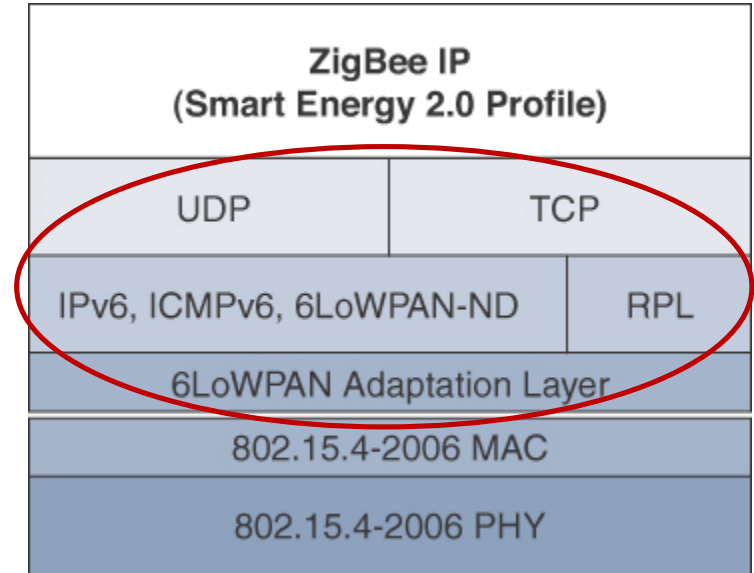 ZigBee IP
(Smart Energy 2.0 Profile)
UDP
TCP
IPv6, ICMPv6, 6LoWPAN-ND
RPL
6LoWPAN Adaptation Layer
802.15.4-2006 MAC
802.15.4-2006 PHY